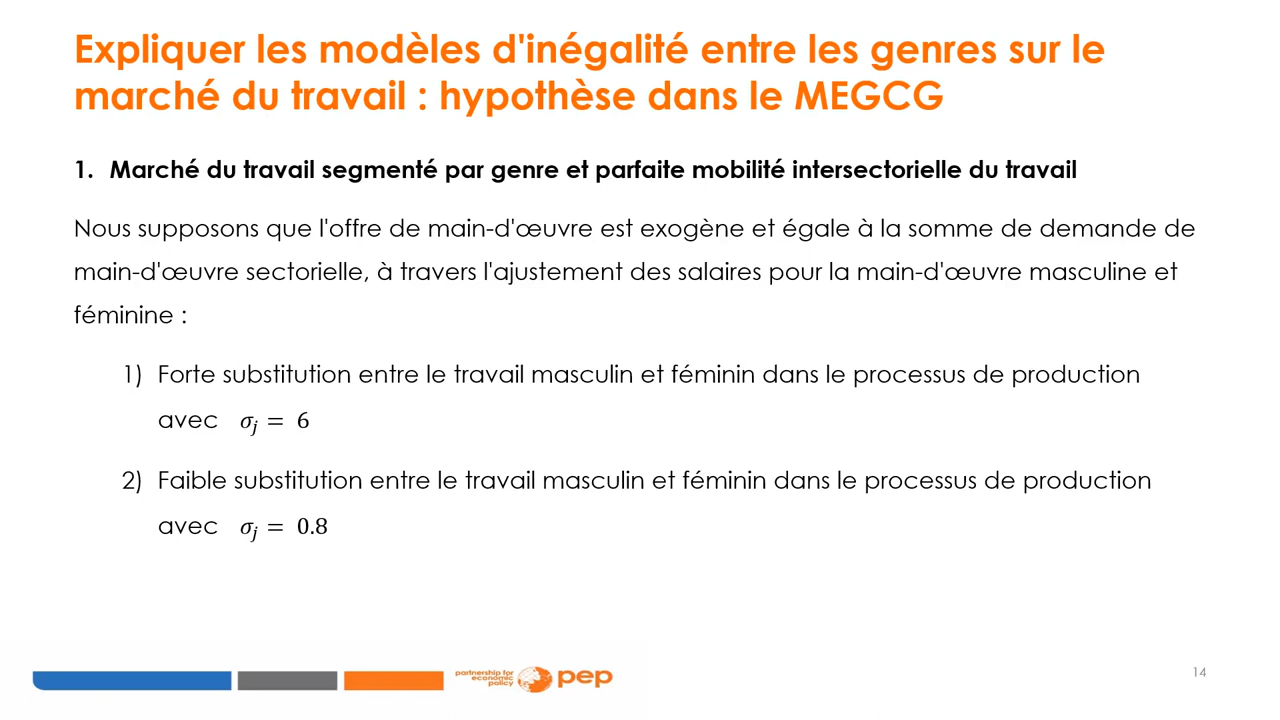 Expliquer les modèles d'inégalité entre les genres sur le
marché du travail : hypothèse dans le MEGCG
1. Marché du travail segmenté par genre et parfaite mobilité intersectorielle du travail
Nous supposons que l'offre de main-d'œuvre est exogène et égale à la somme de demande de
main-d'œuvre sectorielle, à travers l'ajustement des salaires pour la main-d'œuvre masculine et
féminine :
1) Forte substitution entre le travail masculin et féminin dans le processus de production
avec σⱼ = 6
2) Faible substitution entre le travail masculin et féminin dans le processus de production
avec σⱼ = 0.8
partnership for
economic
policy
pep
14